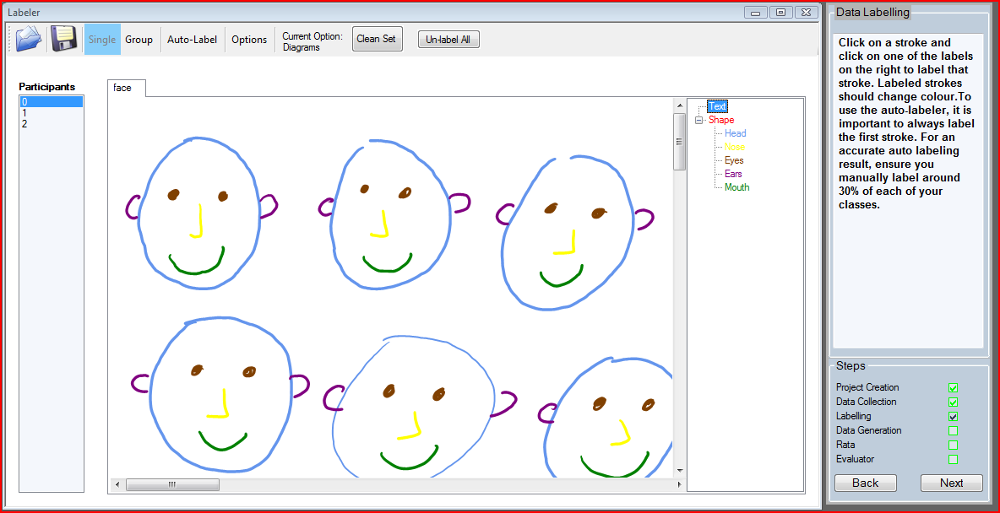 Labeler
Single Group Auto-Label Options Current Option: Clean Set Un-label All
Diagrams
Participants
0
1
2
face
Text
Shape
Head
Nose
Eyes
Ears
Mouth
Data Labelling
Click on a stroke and
click on one of the labels
on the right to label that
stroke. Labeled strokes
should change colour.To
use the auto-labeler, it is
important to always label
the first stroke. For an
accurate auto labeling
result, ensure you
manually label around
30% of each of your
classes.
Steps
Project Creation
Data Collection
Labelling
Data Generation
Rata
Evaluator
Back Next